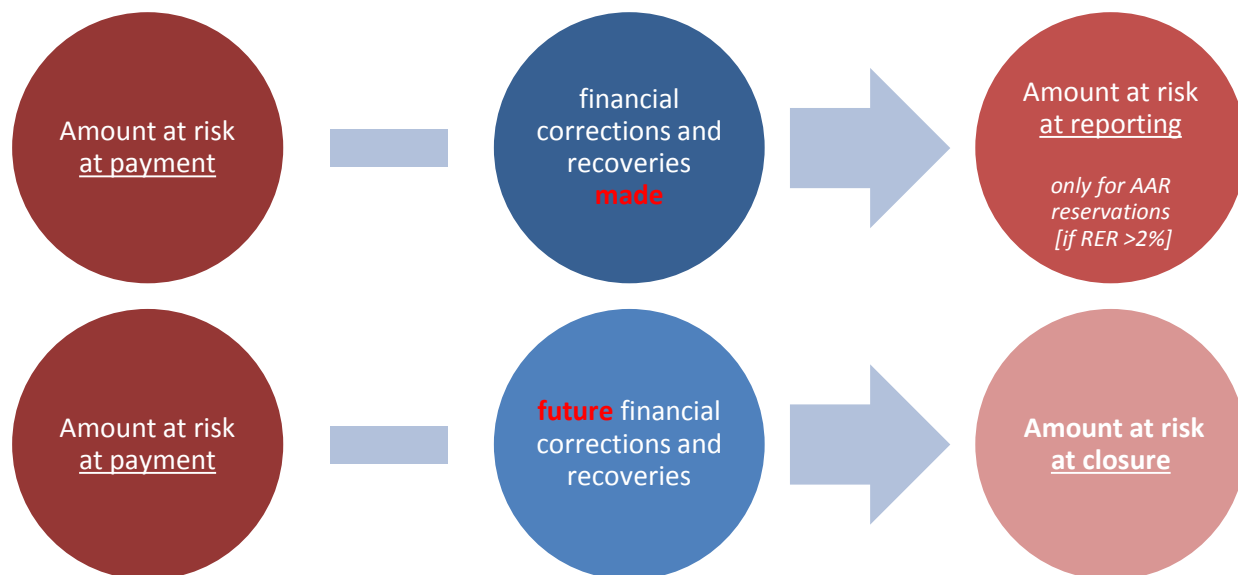 Amount at risk
at payment
financial
corrections and
recoveries
made
Amount at risk
at reporting
only for AAR
reservations
[if RER >2%]
Amount at risk
at payment
future financial
corrections and
recoveries
Amount at risk
at closure